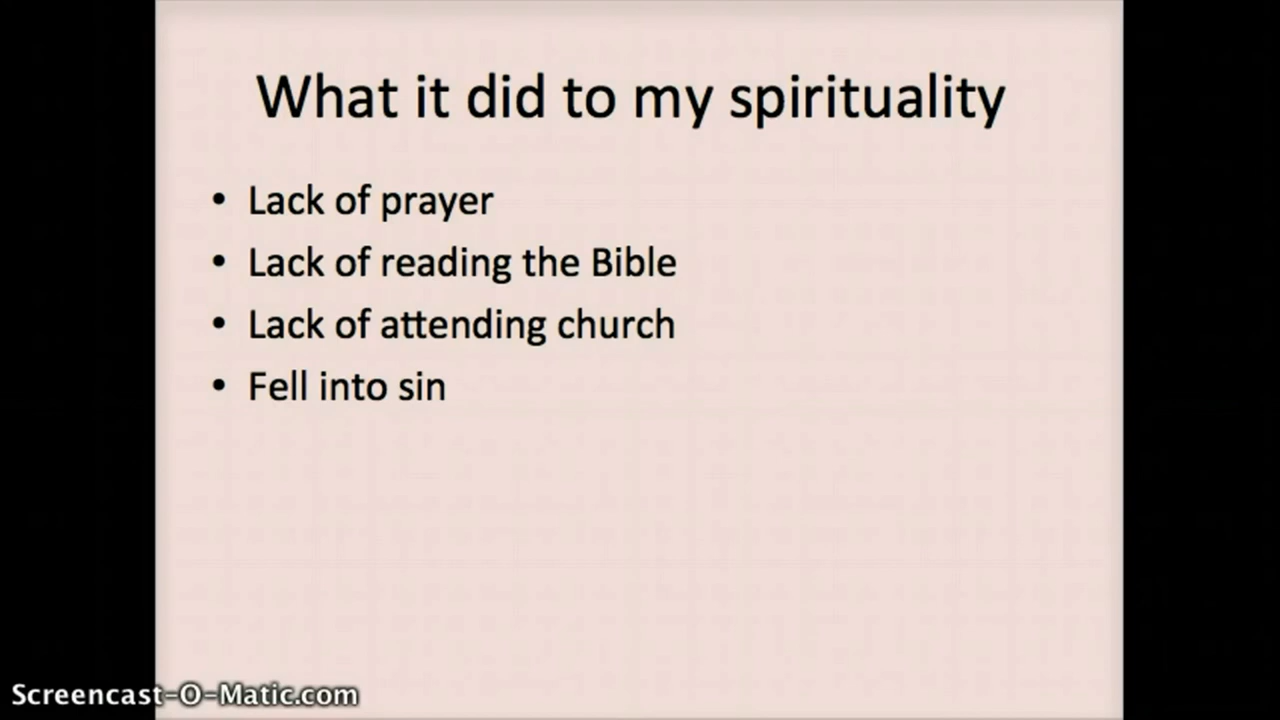 What it did to my spirituality
• Lack of prayer
• Lack of reading the Bible
• Lack of attending church
• Fell into sin
Screencast-O-Matic.com